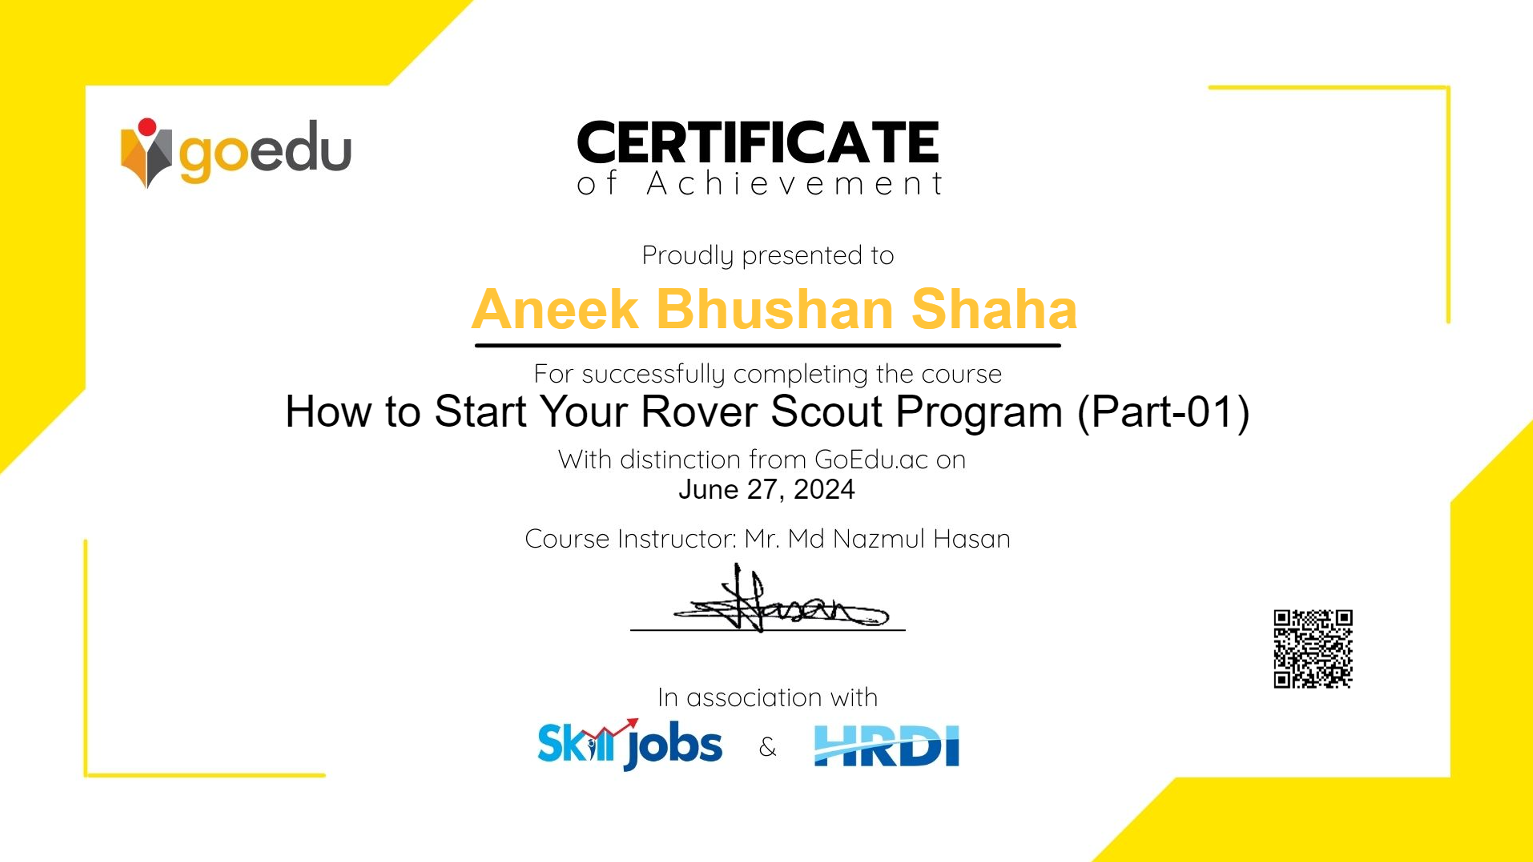 goedu
CERTIFICATE
of Achievement
Proudly presented to
Aneek Bhushan Shaha
For successfully completing the course
How to Start Your Rover Scout Program (Part-01)
With distinction from GoEdu.ac on
June 27, 2024
Course Instructor: Mr. Md Nazmul Hasan
Hasan
In association with
Skill jobs & HRDI